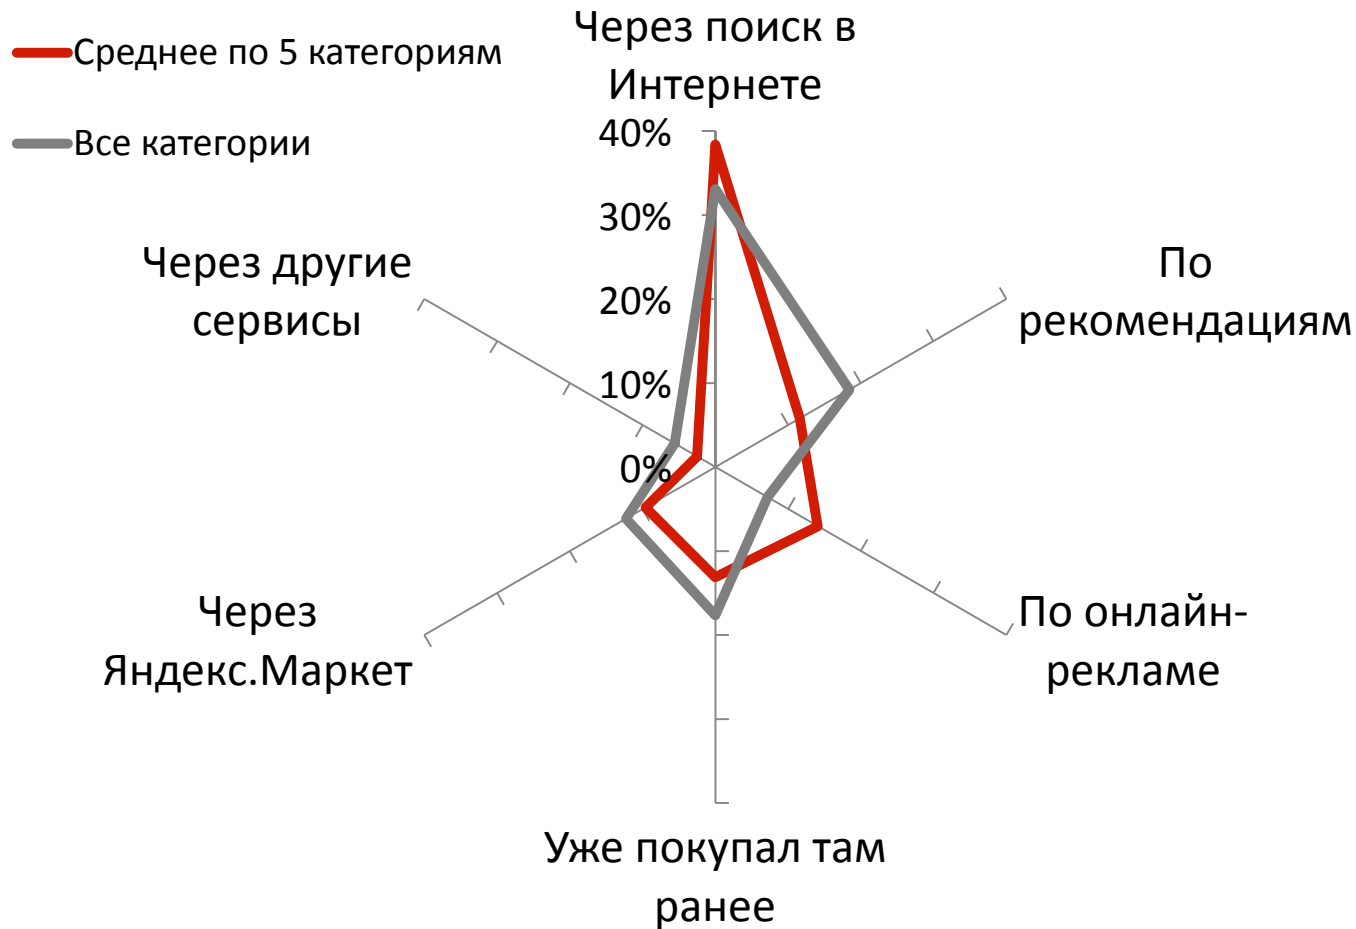 Среднее по 5 категориям
Все категории
Через поиск в
Интернете
40%
30%
20%
10%
0%
По
рекомендациям
По онлайн-
рекламе
Уже покупал там
ранее
Через
Яндекс.Маркет
Через другие
сервисы